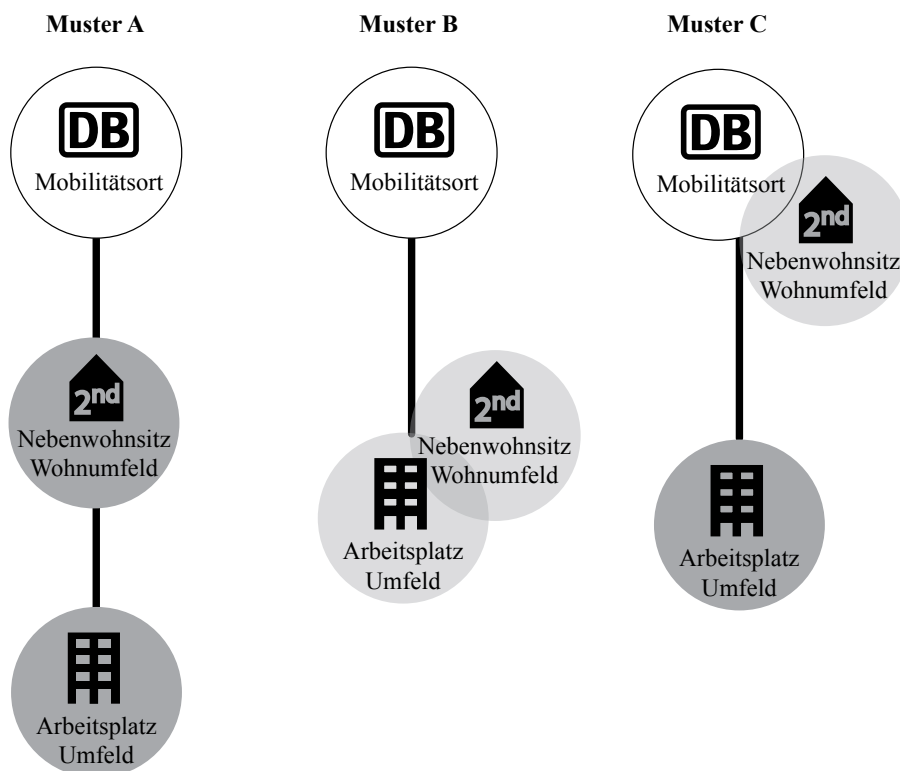 Muster A
DB
Mobilitätsort
2nd
Nebenwohnsitz
Wohnumfeld
Arbeitsplatz
Umfeld
Muster B
DB
Mobilitätsort
2nd
Nebenwohnsitz
Wohnumfeld
Arbeitsplatz
Umfeld
Muster C
DB
Mobilitätsort
2nd
Nebenwohnsitz
Wohnumfeld
Arbeitsplatz
Umfeld